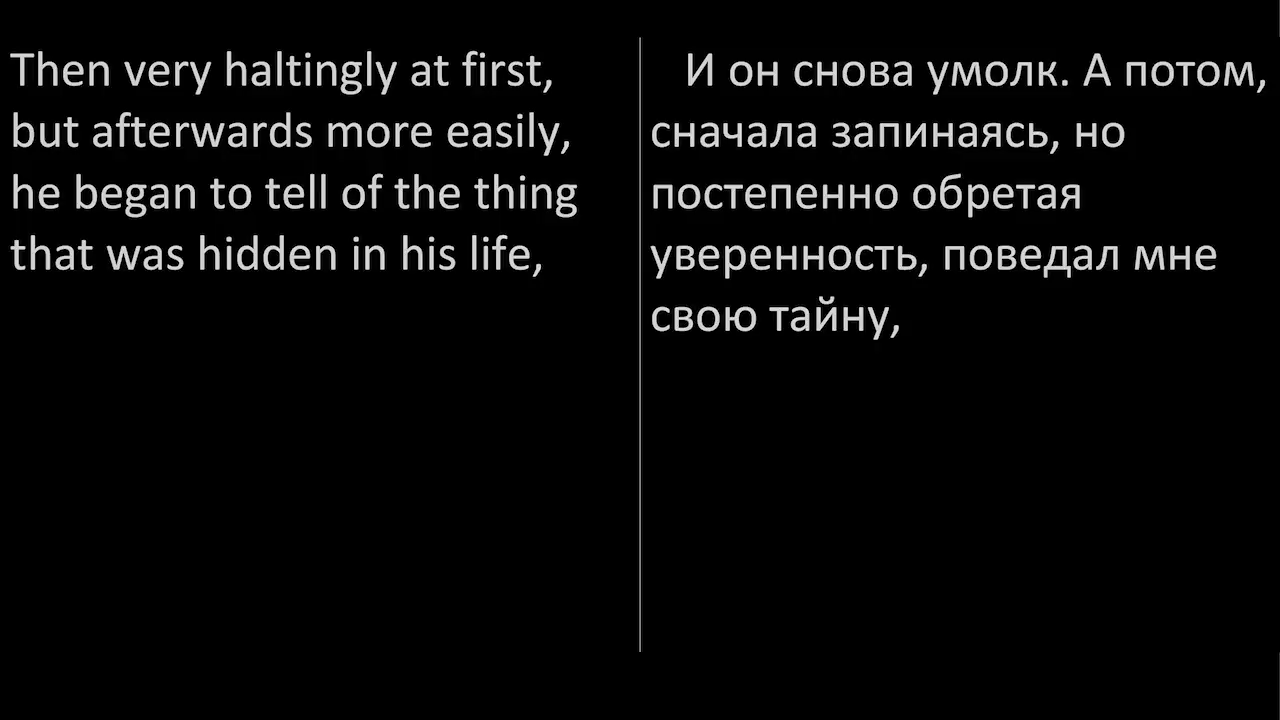 Then very haltingly at first,
but afterwards more easily,
he began to tell of the thing
that was hidden in his life,
И он снова умолк. А потом,
сначала запинаясь, но
постепенно обретая
уверенность, поведал мне
свою тайну,